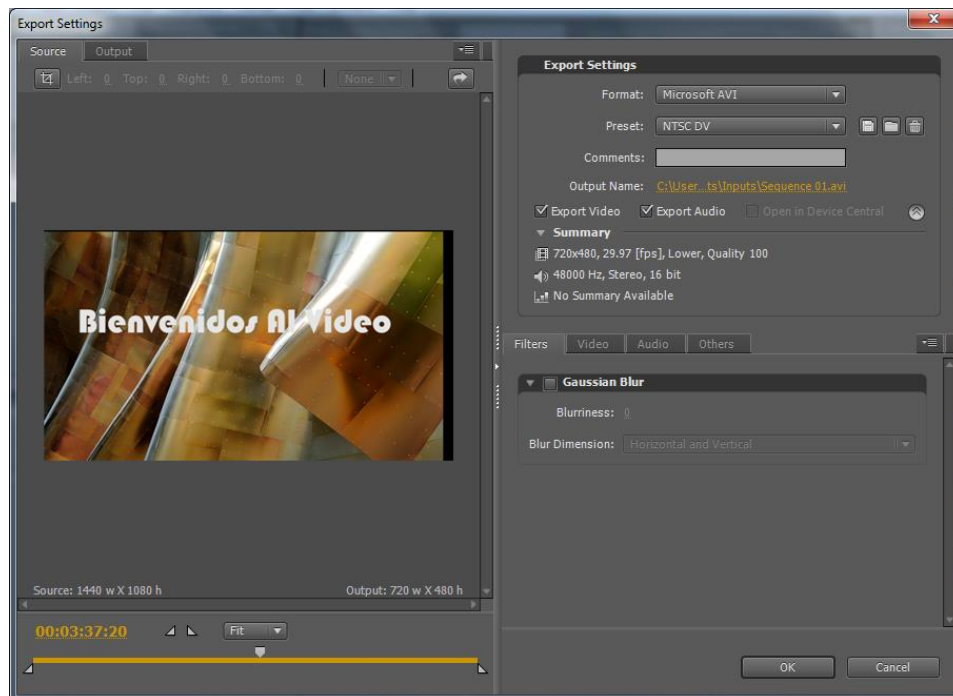 Export Settings
Source Output
Left: 0 Top: 0 Right: 0 Bottom: 0 None
Bienvenidos Al Video
Source: 1440 w X 1080 h Output: 720 w X 480 h
00:03:37:20 Fit
Export Settings
Format: Microsoft AVI
Preset: NTSC DV
Comments:
Output Name: C:\User...ts\Inputs\Sequence 01.avi
Export Video Export Audio Open in Device Central
Summary
720x480, 29.97 [fps], Lower, Quality 100
48000 Hz, Stereo, 16 bit
No Summary Available
Filters Video Audio Others
Gaussian Blur
Blurriness: 0
Blur Dimension: Horizontal and Vertical
OK Cancel